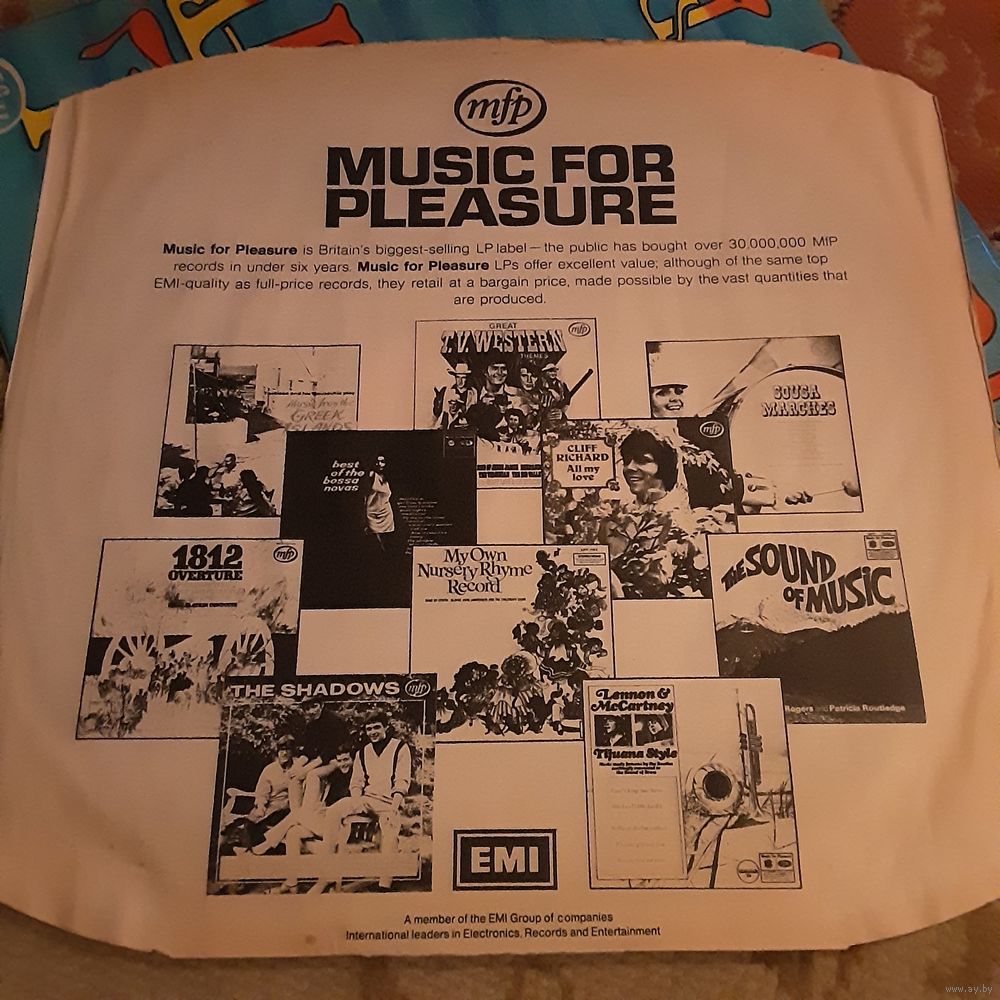 mfp
MUSIC FOR
PLEASURE
Music for Pleasure is Britain's biggest-selling LP label — the public has bought over 30,000,000 MfP
records in under six years. Music for Pleasure LPs offer excellent value; although of the same top
EMI-quality as full-price records, they retail at a bargain price, made possible by the vast quantities that
are produced.
GREAT
T.V. WESTERN
THEMES
mfp
Music from the
GREEK
ISLANDS
SOUSA
MARCHES
best
of the
bossa
novas
CLIFF
RICHARD
All my
love
mfp
1812
OVERTURE
mfp
My Own
Nursery Rhyme
Record
THE SOUND
OF MUSIC
Rogers and Patricia Routledge
THE SHADOWS
mfp
Lennon &
McCartney
Tijuana Style
EMI
A member of the EMI Group of companies
International leaders in Electronics, Records and Entertainment
www.ay.by